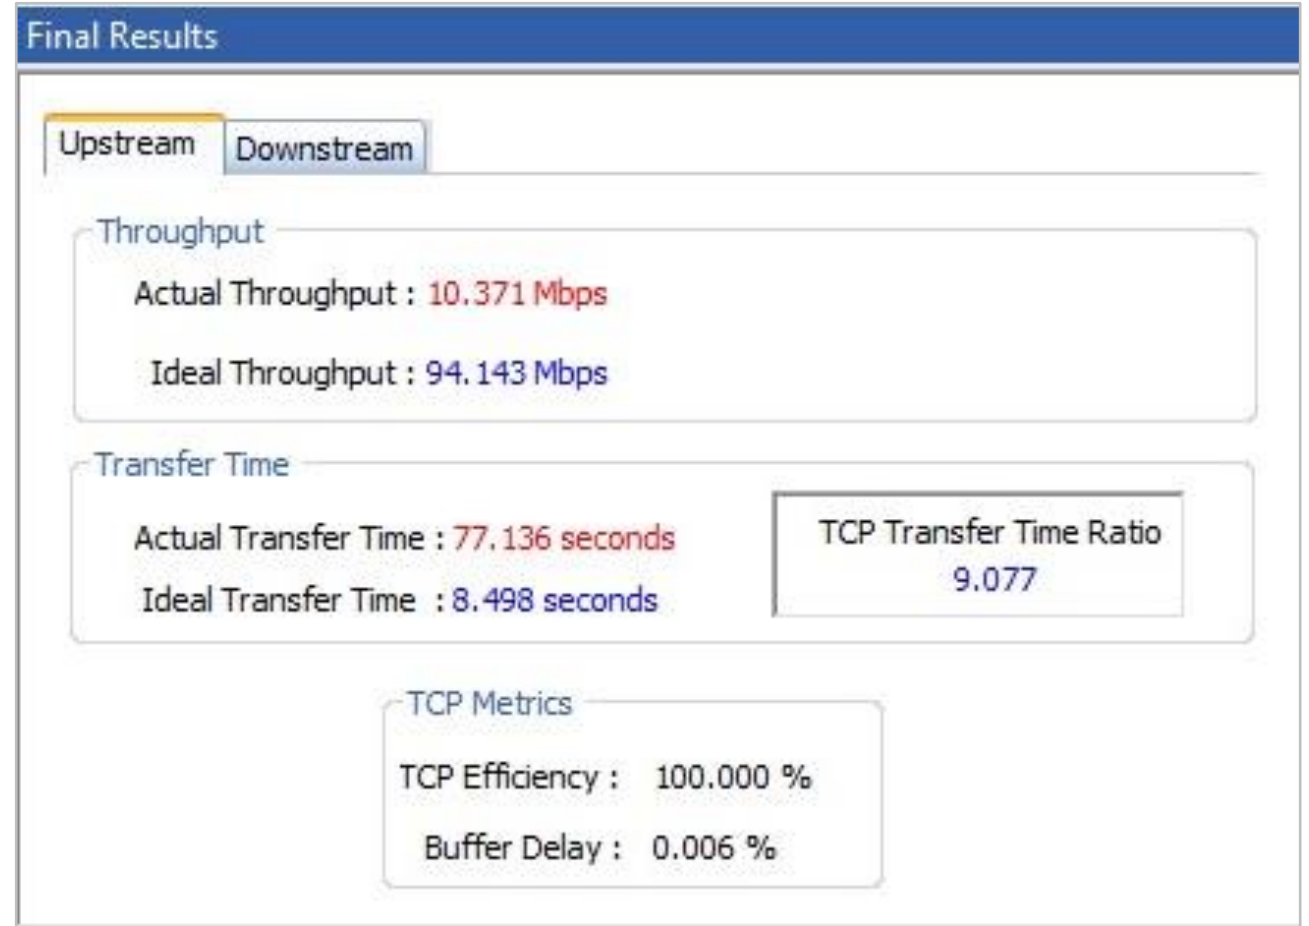 Final Results
Upstream Downstream
Throughput
Actual Throughput : 10.371 Mbps
Ideal Throughput : 94.143 Mbps
Transfer Time
Actual Transfer Time : 77.136 seconds
Ideal Transfer Time : 8.498 seconds
TCP Transfer Time Ratio
9.077
TCP Metrics
TCP Efficiency : 100.000 %
Buffer Delay : 0.006 %